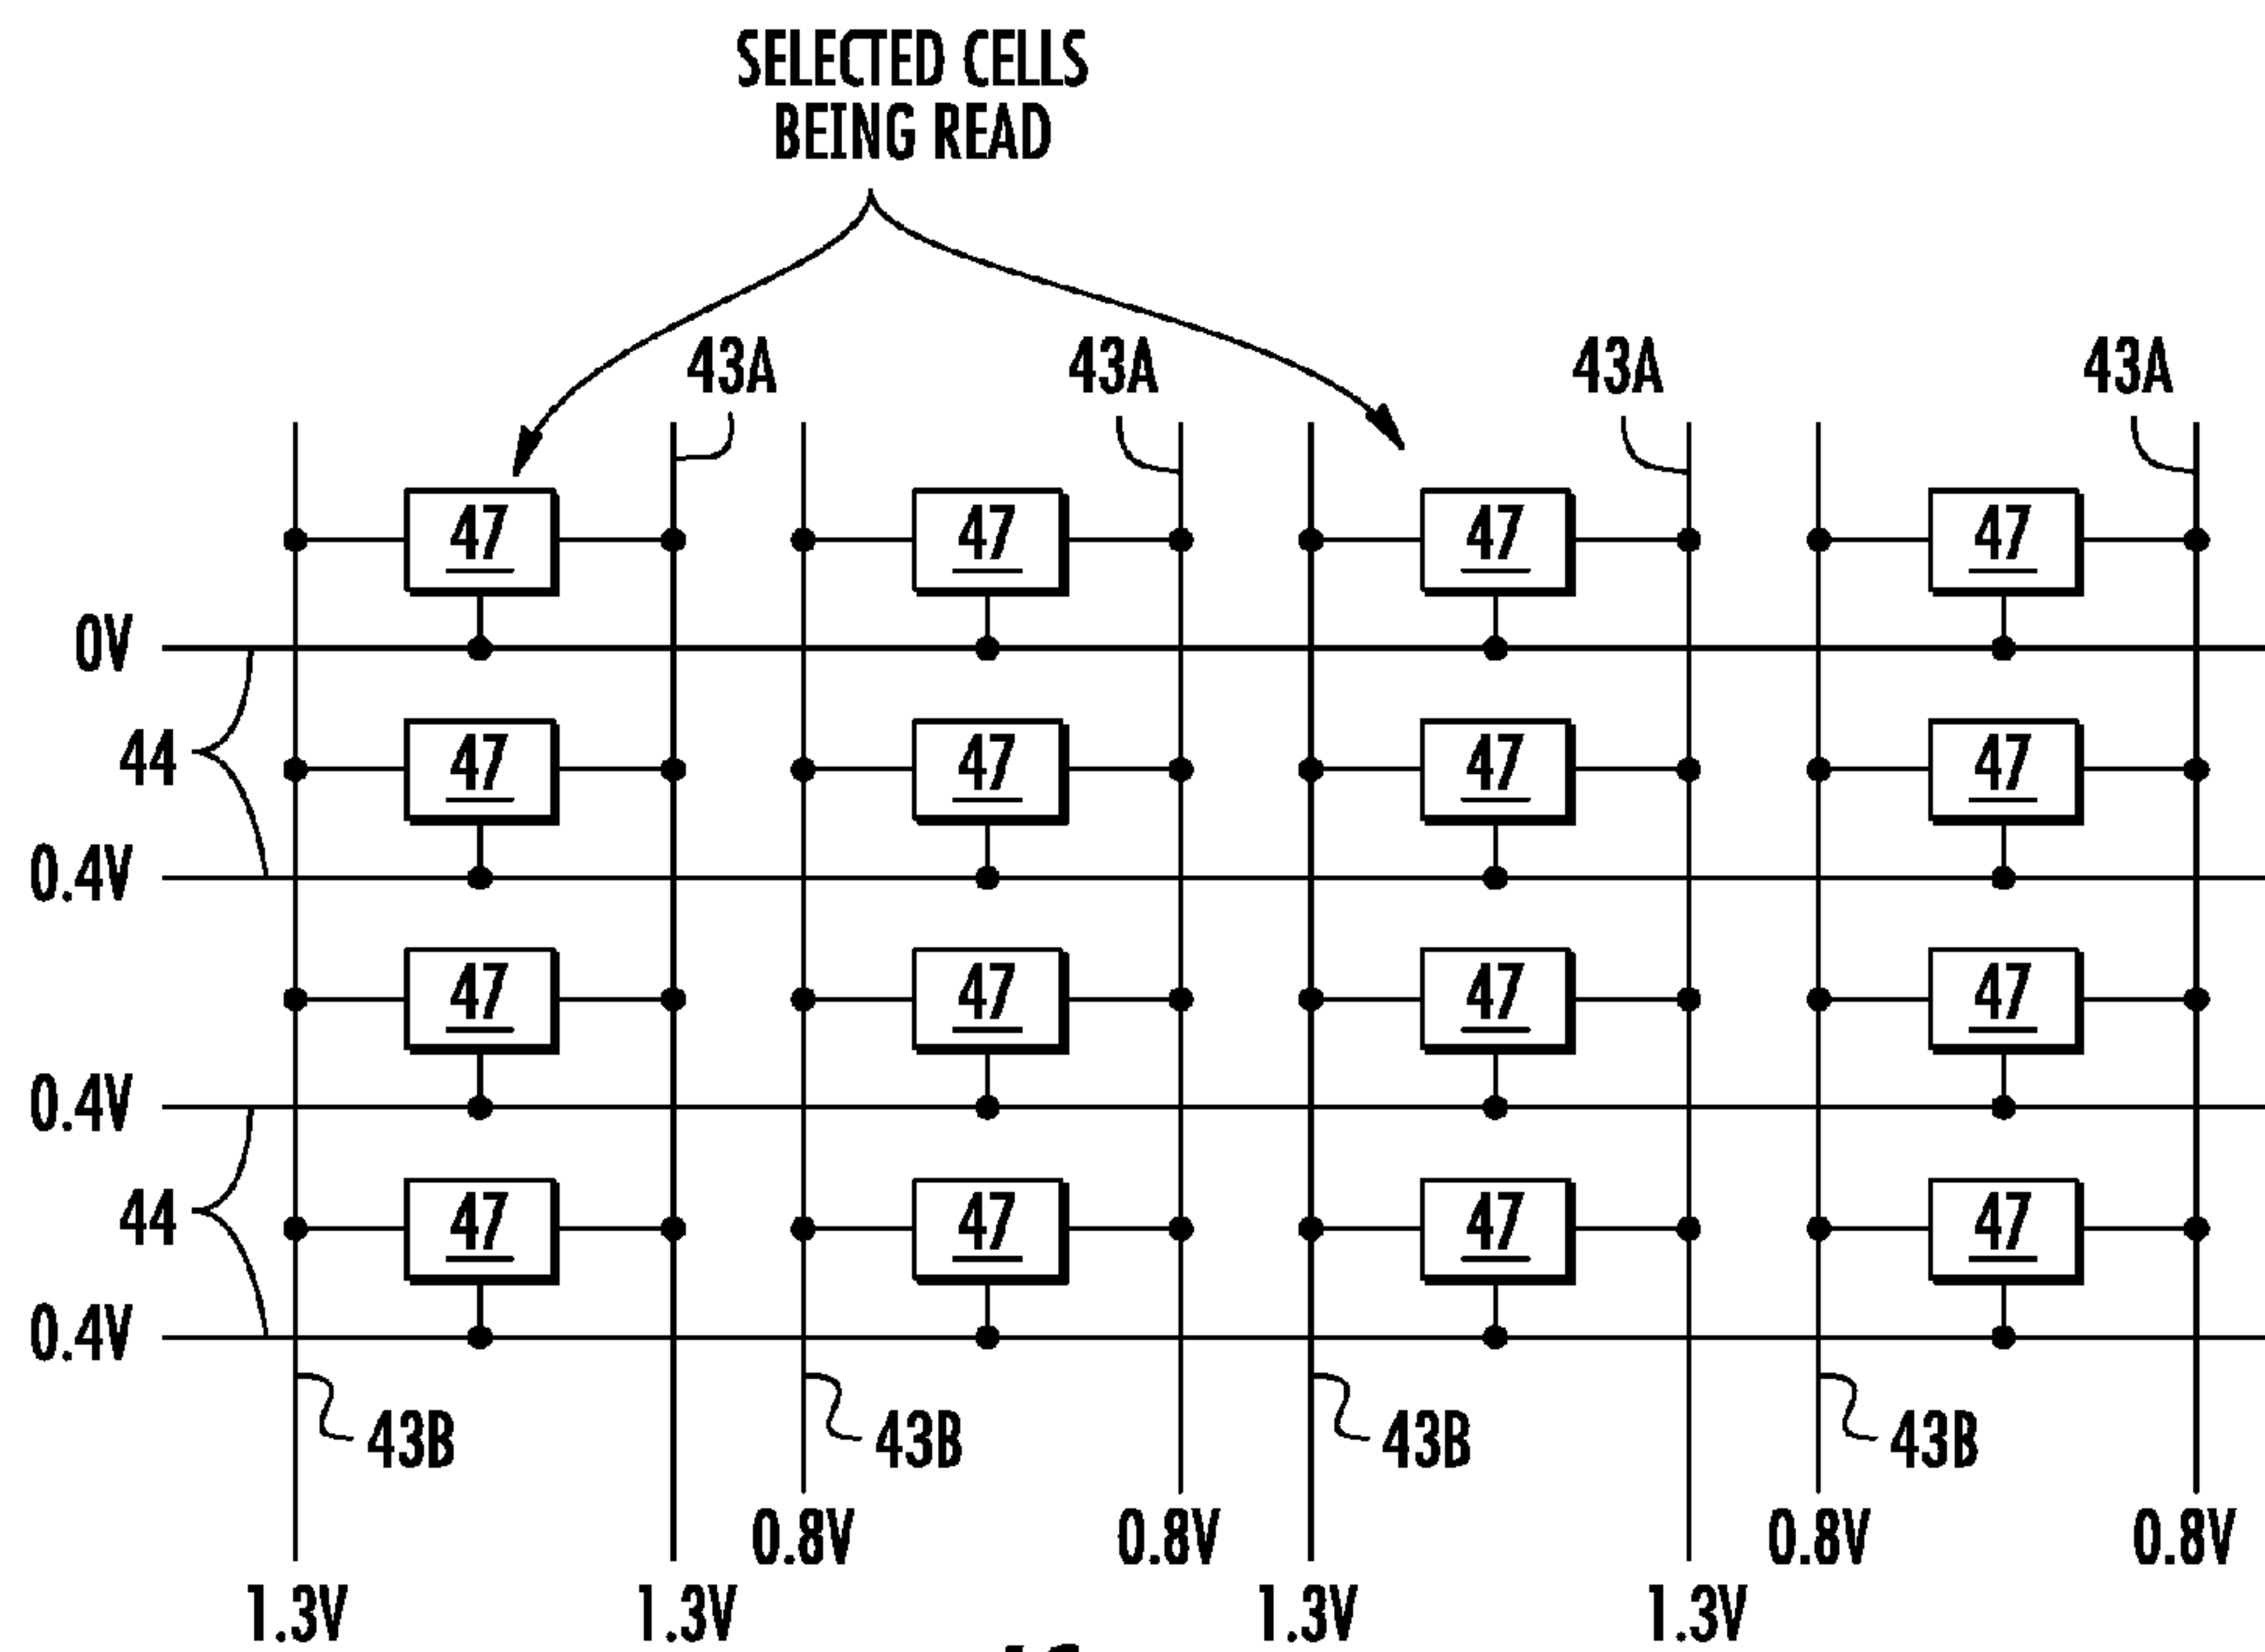 SELECTED CELLS
BEING READ
43A 43A 43A 43A
47 47 47 47
0V
44
47 47 47 47
0.4V
47 47 47 47
0.4V
44
47 47 47 47
0.4V
43B 43B 43B 43B
0.8V 0.8V 0.8V 0.8V
1.3V 1.3V 1.3V 1.3V